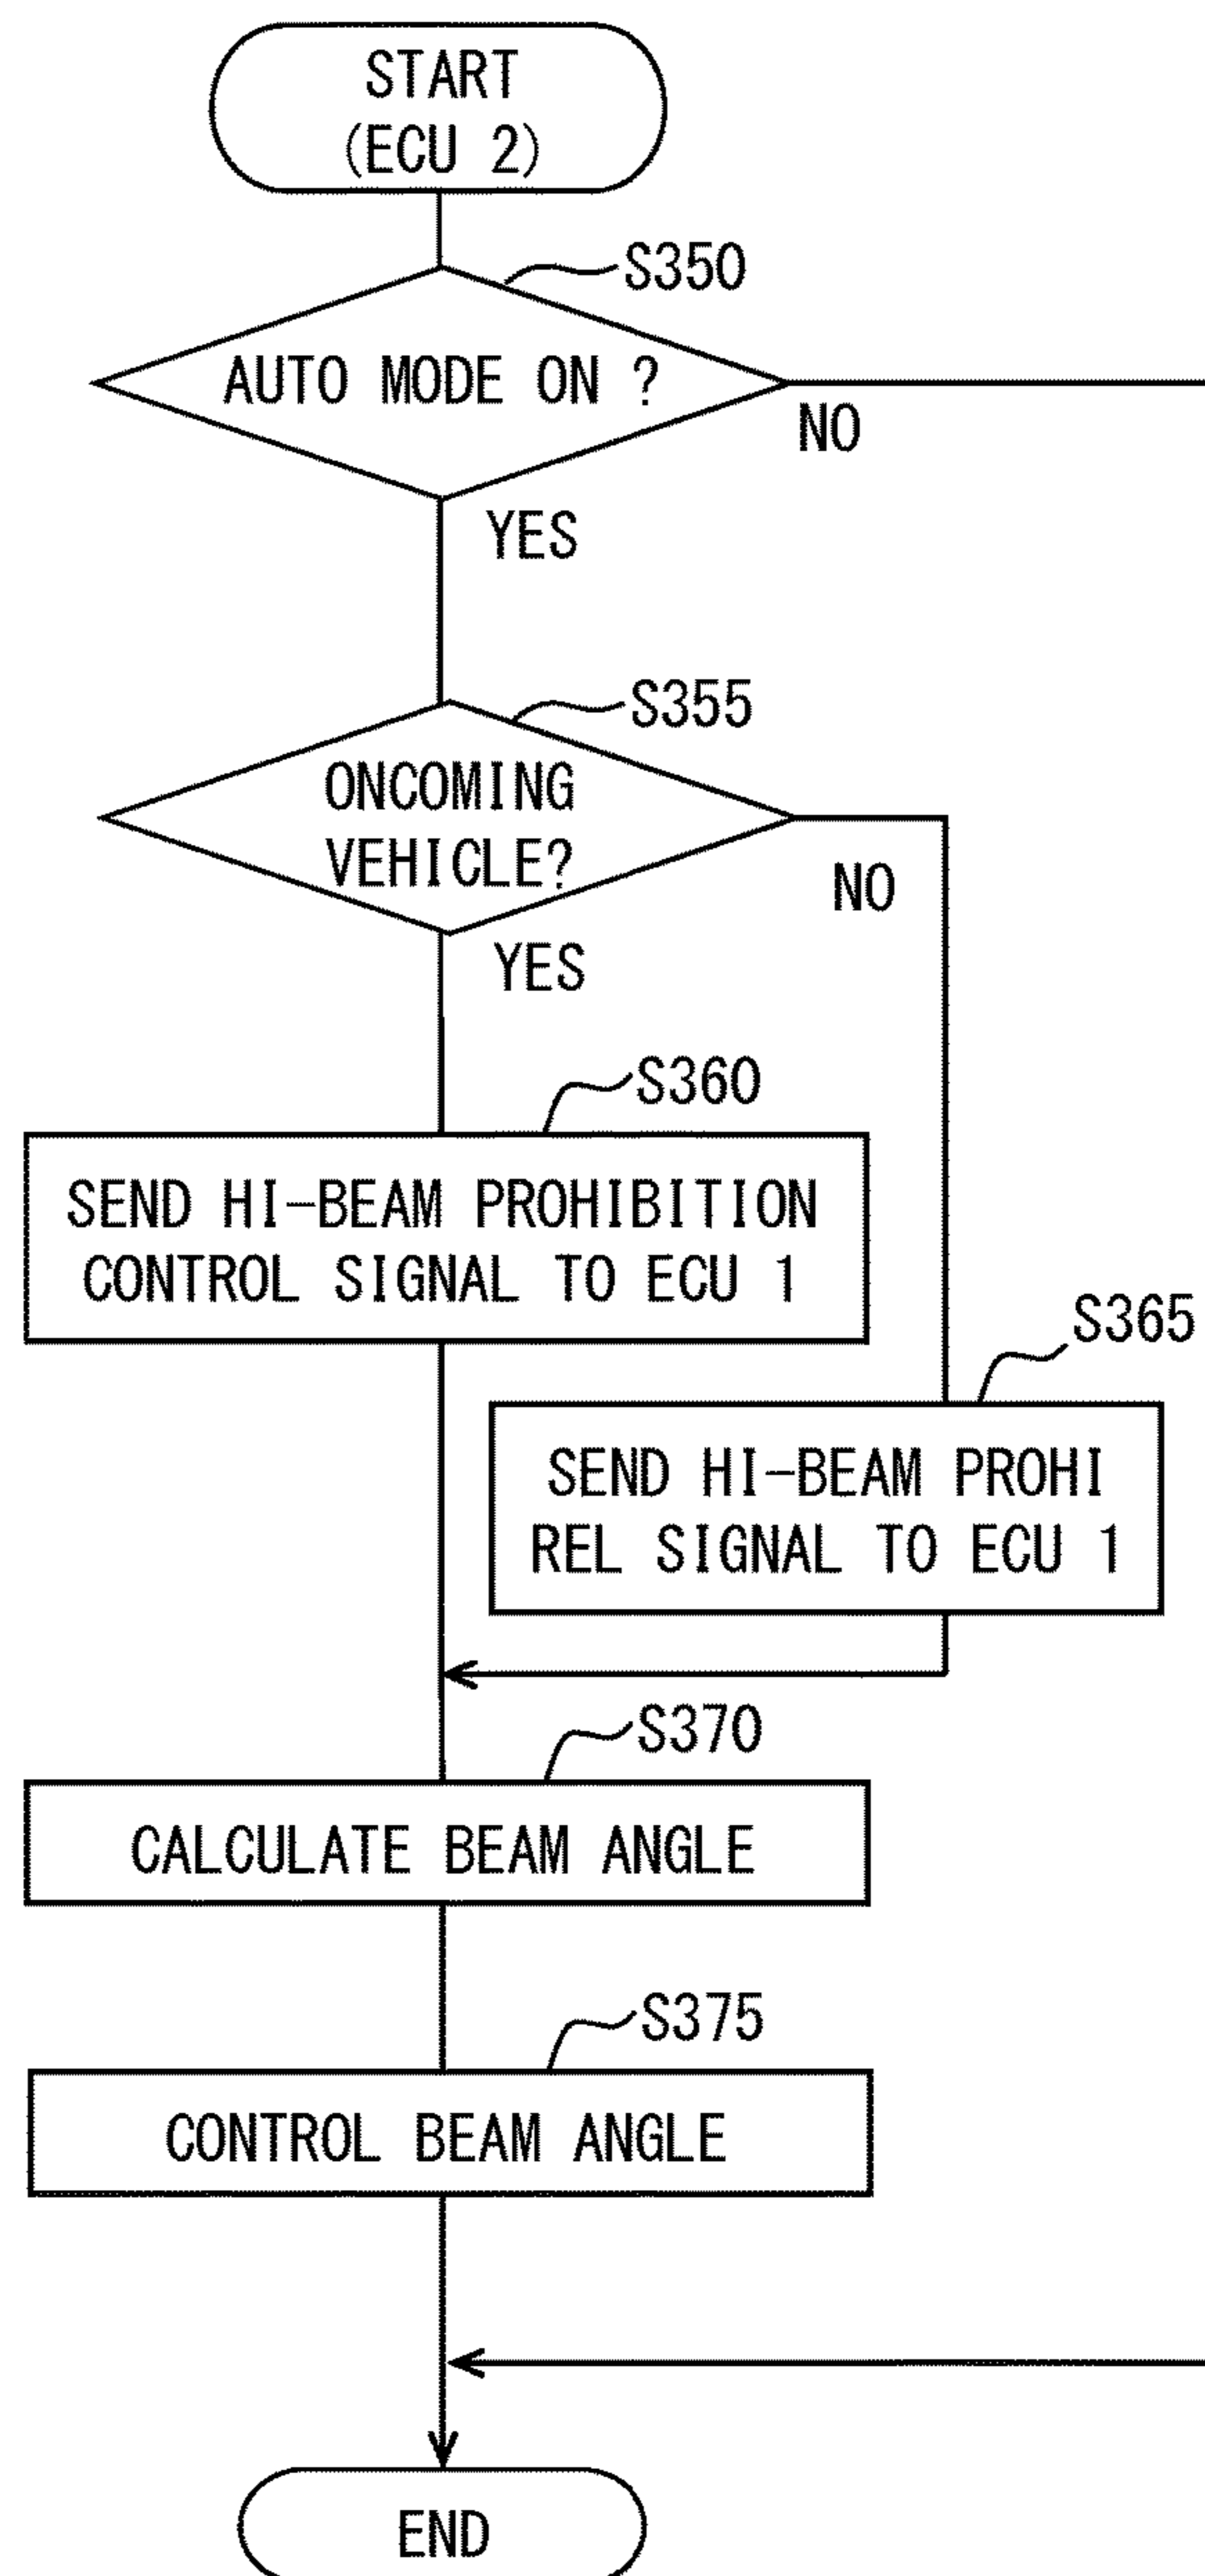 START
(ECU 2)
S350
AUTO MODE ON ?
NO
YES
S355
ONCOMING
VEHICLE?
NO
YES
S360
SEND HI-BEAM PROHIBITION
CONTROL SIGNAL TO ECU 1
S365
SEND HI-BEAM PROHI
REL SIGNAL TO ECU 1
S370
CALCULATE BEAM ANGLE
S375
CONTROL BEAM ANGLE
END